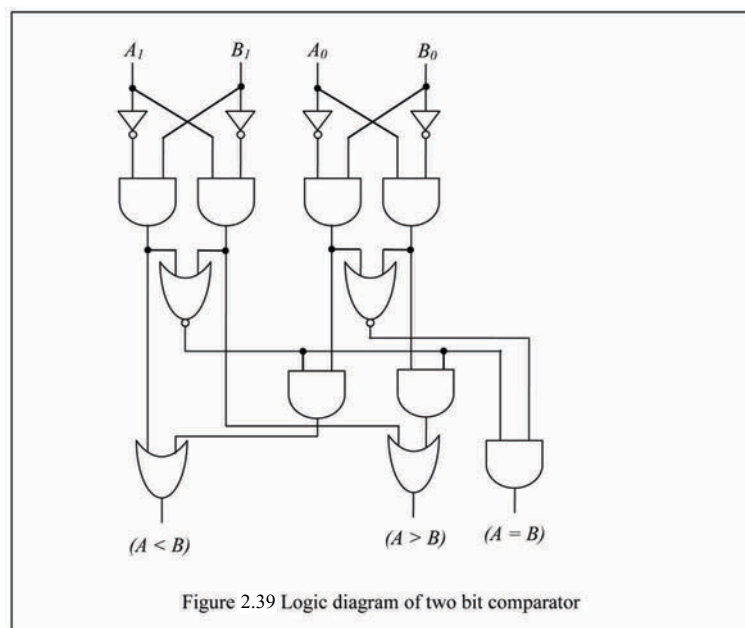 A1 B1 A0 B0
(A < B) (A > B) (A = B)
Figure 2.39 Logic diagram of two bit comparator